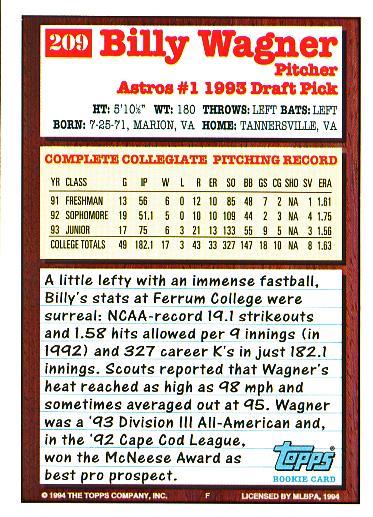 209 Billy Wagner
Pitcher
Astros #1 1993 Draft Pick
HT: 5'10½" WT: 180 THROWS: LEFT BATS: LEFT
BORN: 7-25-71, MARION, VA HOME: TANNERSVILLE, VA
COMPLETE COLLEGIATE PITCHING RECORD
YR CLASS G IP W L R ER SO BB GS CG SHO SV ERA
91 FRESHMAN 13 56 6 0 12 10 85 48 7 2 NA 1 1.61
92 SOPHOMORE 19 51.1 5 0 10 10 109 44 2 3 NA 4 1.75
93 JUNIOR 17 75 6 3 21 13 133 55 9 5 NA 3 1.56
COLLEGE TOTALS 49 182.1 17 3 43 33 327 147 18 10 NA 8 1.63
A little lefty with an immense fastball,
Billy's stats at Ferrum College were
surreal: NCAA-record 19.1 strikeouts
and 1.58 hits allowed per 9 innings (in
1992) and 327 career K's in just 182.1
innings. Scouts reported that Wagner's
heat reached as high as 98 mph and
sometimes averaged out at 95. Wagner
was a '93 Division III All-American and,
in the '92 Cape Cod League,
won the McNeese Award as
best pro prospect.
Topps
ROOKIE CARD
© 1994 THE TOPPS COMPANY, INC. F LICENSED BY MLBPA, 1994